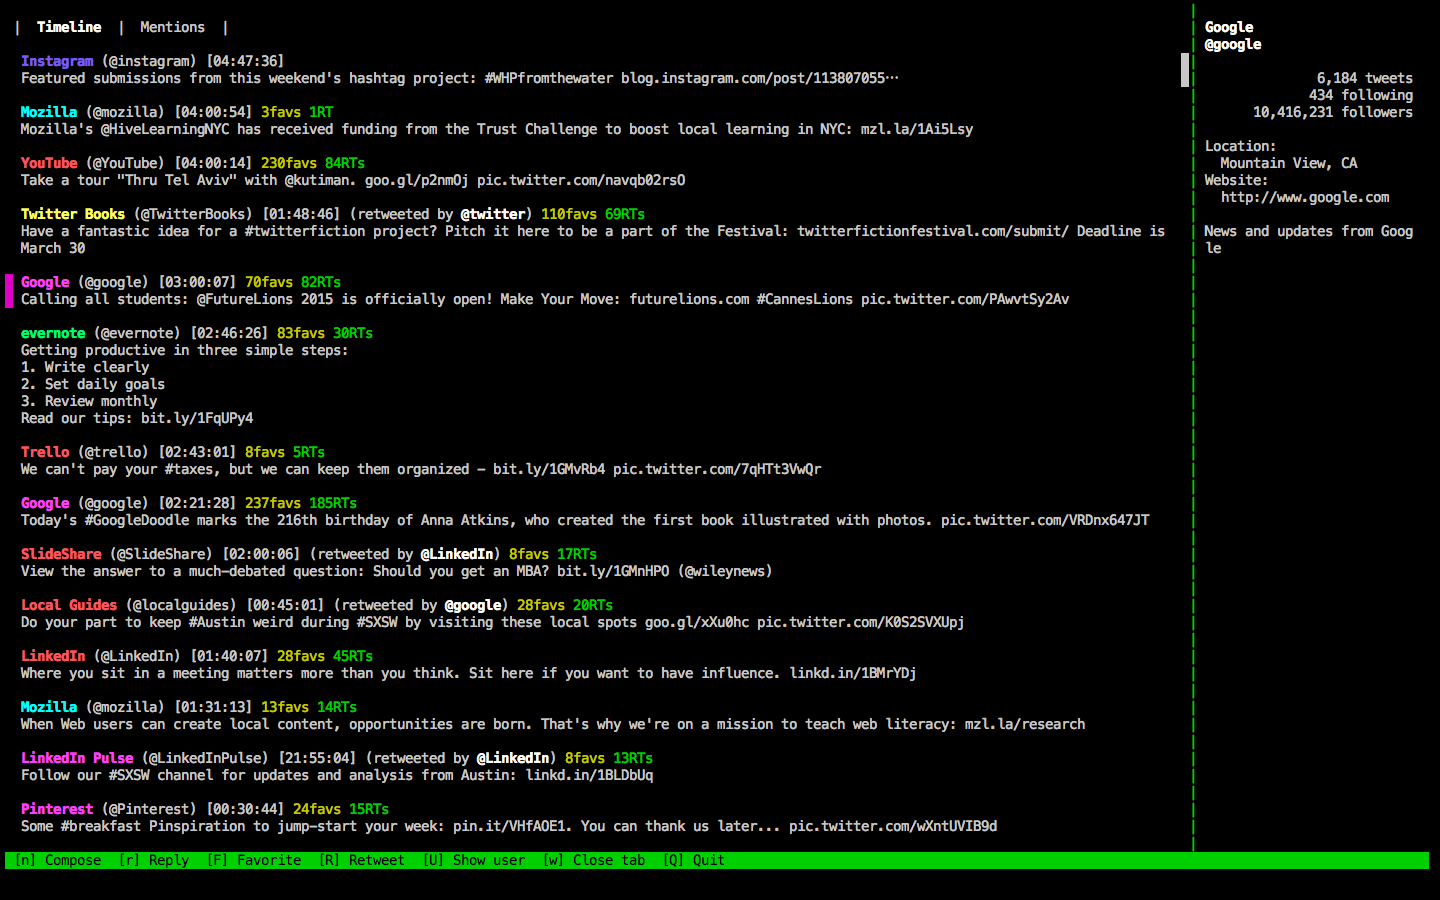 | Timeline | Mentions |
Instagram (@instagram) [04:47:36]
Featured submissions from this weekend's hashtag project: #WHPfromthewater blog.instagram.com/post/113807055…
Mozilla (@mozilla) [04:00:54] 3favs 1RT
Mozilla's @HiveLearningNYC has received funding from the Trust Challenge to boost local learning in NYC: mzl.la/1Ai5Lsy
YouTube (@YouTube) [04:00:14] 230favs 84RTs
Take a tour "Thru Tel Aviv" with @kutiman. goo.gl/p2nmOj pic.twitter.com/navqb02rsO
Twitter Books (@TwitterBooks) [01:48:46] (retweeted by @twitter) 110favs 69RTs
Have a fantastic idea for a #twitterfiction project? Pitch it here to be a part of the Festival: twitterfictionfestival.com/submit/ Deadline is
March 30
Google (@google) [03:00:07] 70favs 82RTs
Calling all students: @FutureLions 2015 is officially open! Make Your Move: futurelions.com #CannesLions pic.twitter.com/PAwvtSy2Av
evernote (@evernote) [02:46:26] 83favs 30RTs
Getting productive in three simple steps:
1. Write clearly
2. Set daily goals
3. Review monthly
Read our tips: bit.ly/1FqUPy4
Trello (@trello) [02:43:01] 8favs 5RTs
We can't pay your #taxes, but we can keep them organized – bit.ly/1GMvRb4 pic.twitter.com/7qHTt3VwQr
Google (@google) [02:21:28] 237favs 185RTs
Today's #GoogleDoodle marks the 216th birthday of Anna Atkins, who created the first book illustrated with photos. pic.twitter.com/VRDnx647JT
SlideShare (@SlideShare) [02:00:06] (retweeted by @LinkedIn) 8favs 17RTs
View the answer to a much-debated question: Should you get an MBA? bit.ly/1GMnHPO (@wileynews)
Local Guides (@localguides) [00:45:01] (retweeted by @google) 28favs 20RTs
Do your part to keep #Austin weird during #SXSW by visiting these local spots goo.gl/xXu0hc pic.twitter.com/K0S2SVXUpj
LinkedIn (@LinkedIn) [01:40:07] 28favs 45RTs
Where you sit in a meeting matters more than you think. Sit here if you want to have influence. linkd.in/1BMrYDj
Mozilla (@mozilla) [01:31:13] 13favs 14RTs
When Web users can create local content, opportunities are born. That's why we're on a mission to teach web literacy: mzl.la/research
LinkedIn Pulse (@LinkedInPulse) [21:55:04] (retweeted by @LinkedIn) 8favs 13RTs
Follow our #SXSW channel for updates and analysis from Austin: linkd.in/1BLDbUq
Pinterest (@Pinterest) [00:30:44] 24favs 15RTs
Some #breakfast Pinspiration to jump-start your week: pin.it/VHfAOE1. You can thank us later... pic.twitter.com/wXntUVIB9d
Google
@google
6,184 tweets
434 following
10,416,231 followers
Location:
Mountain View, CA
Website:
http://www.google.com
News and updates from Goog
le
[n] Compose [r] Reply [F] Favorite [R] Retweet [U] Show user [w] Close tab [Q] Quit